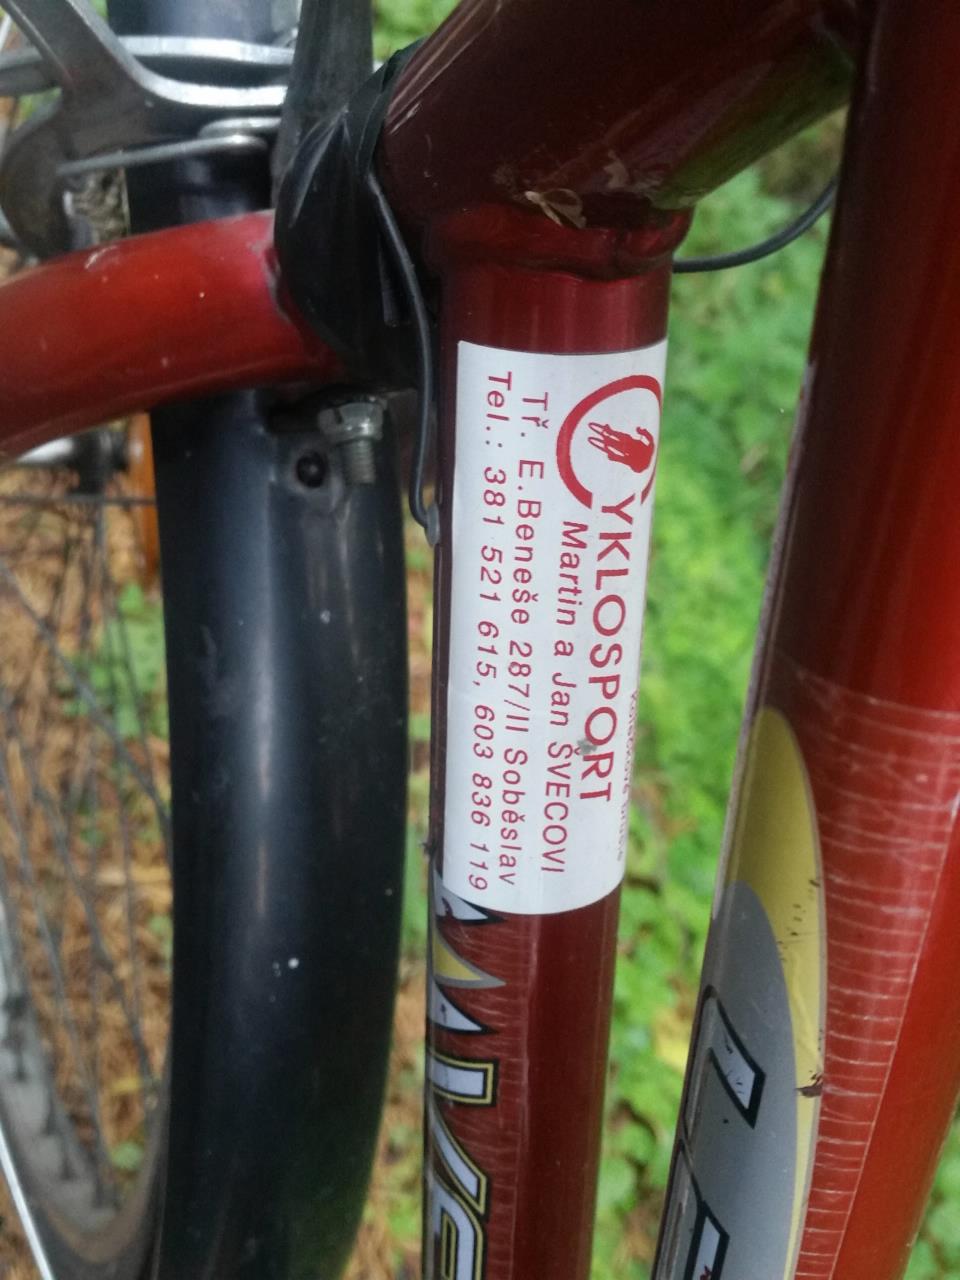 CYKLOSPORT
Martin a Jan ŠVECOVI
Tř. E.Beneše 287/II Soběslav
Tel.: 381 521 615, 603 836 119